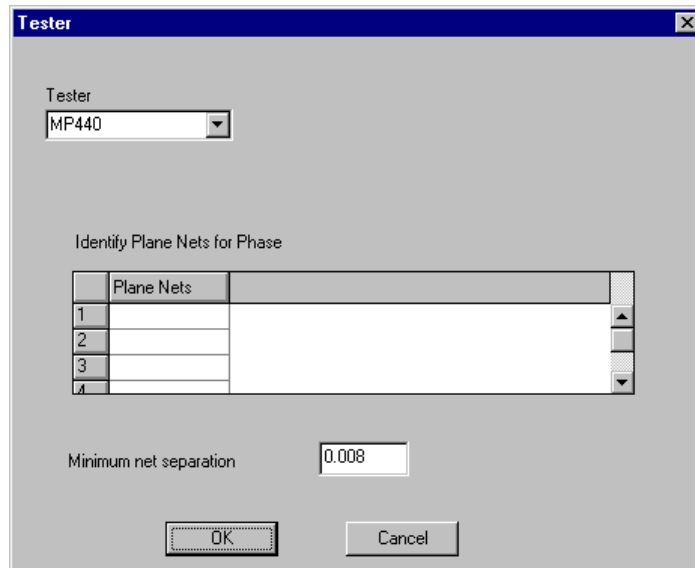 Tester
Tester
MP440
Identify Plane Nets for Phase
Plane Nets
1
2
3
4
Minimum net separation
0.008
OK
Cancel